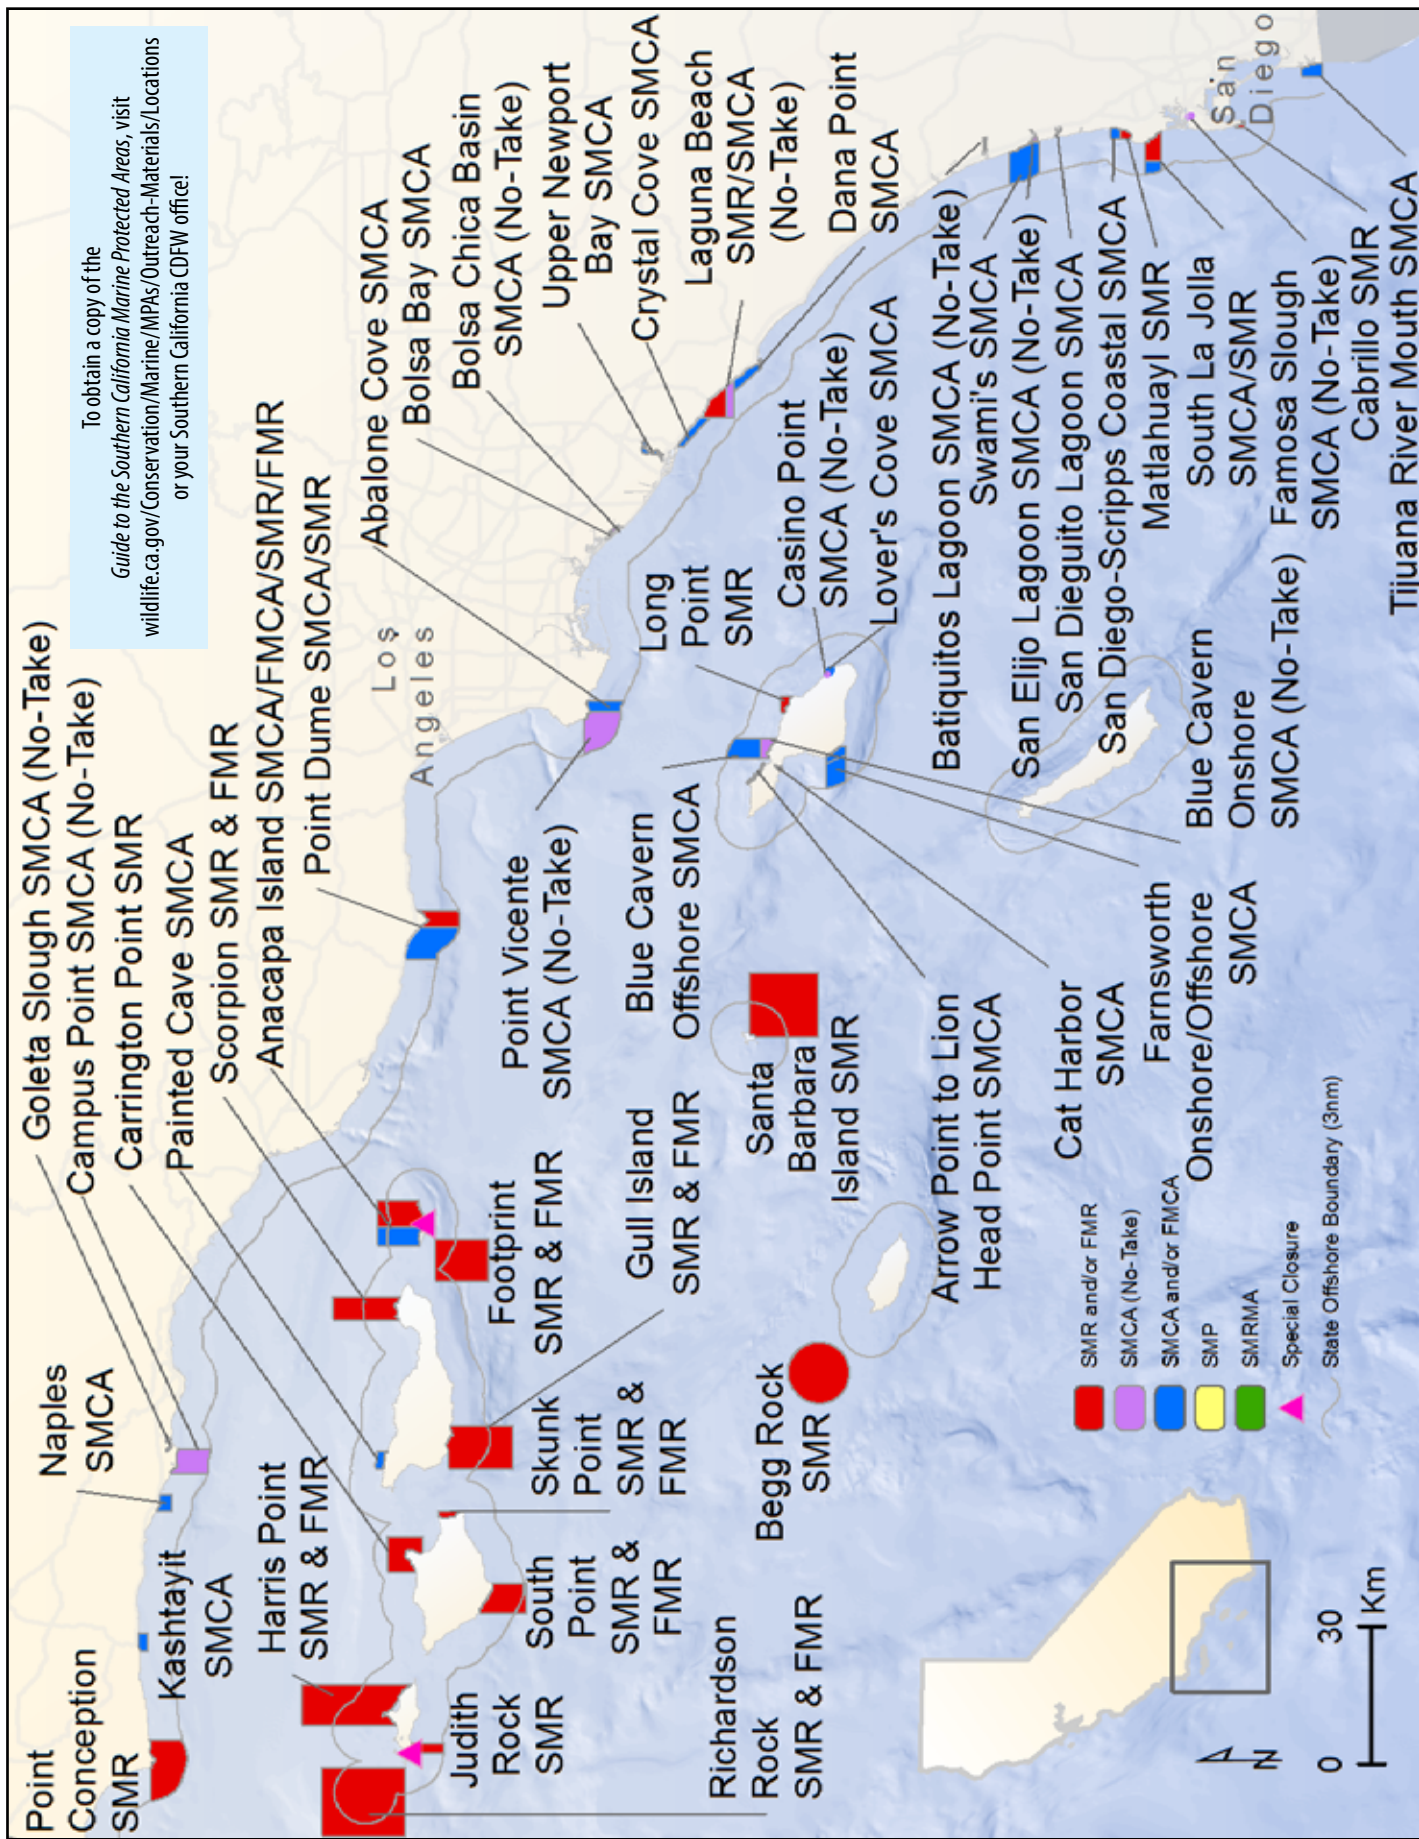 To obtain a copy of the
Guide to the Southern California Marine Protected Areas, visit
wildlife.ca.gov/Conservation/Marine/MPAs/Outreach-Materials/Locations
or your Southern California CDFW office!
Point
Conception
SMR
Kashtayit
SMCA
Naples
SMCA
Goleta Slough SMCA (No-Take)
Campus Point SMCA (No-Take)
Carrington Point SMR
Painted Cave SMCA
Scorpion SMR & FMR
Anacapa Island SMCA/FMCA/SMR/FMR
Point Dume SMCA/SMR
Los
Angeles
Abalone Cove SMCA
Bolsa Bay SMCA
Bolsa Chica Basin
SMCA (No-Take)
Upper Newport
Bay SMCA
Crystal Cove SMCA
Laguna Beach
SMR/SMCA
(No-Take)
Dana Point
SMCA
Harris Point
SMR & FMR
Judith
Rock
SMR
Richardson
Rock
SMR & FMR
South
Point
SMR &
FMR
Skunk
Point
SMR &
FMR
Gull Island
SMR & FMR
Footprint
SMR & FMR
Begg Rock
SMR
Santa
Barbara
Island SMR
Point Vicente
SMCA (No-Take)
Blue Cavern
Offshore SMCA
Long
Point
SMR
Casino Point
SMCA (No-Take)
Lover's Cove SMCA
Arrow Point to Lion
Head Point SMCA
Cat Harbor
SMCA
Farnsworth
Onshore/Offshore
SMCA
Blue Cavern
Onshore
SMCA (No-Take)
Batiquitos Lagoon SMCA (No-Take)
Swami's SMCA
San Elijo Lagoon SMCA (No-Take)
San Dieguito Lagoon SMCA
San Diego-Scripps Coastal SMCA
Matlahuayl SMR
South La Jolla
SMCA/SMR
Famosa Slough
SMCA (No-Take)
Cabrillo SMR
Tijuana River Mouth SMCA
San
Diego
SMR and/or FMR
SMCA (No-Take)
SMCA and/or FMCA
SMP
SMRMA
Special Closure
State Offshore Boundary (3nm)
N
0 30
Km